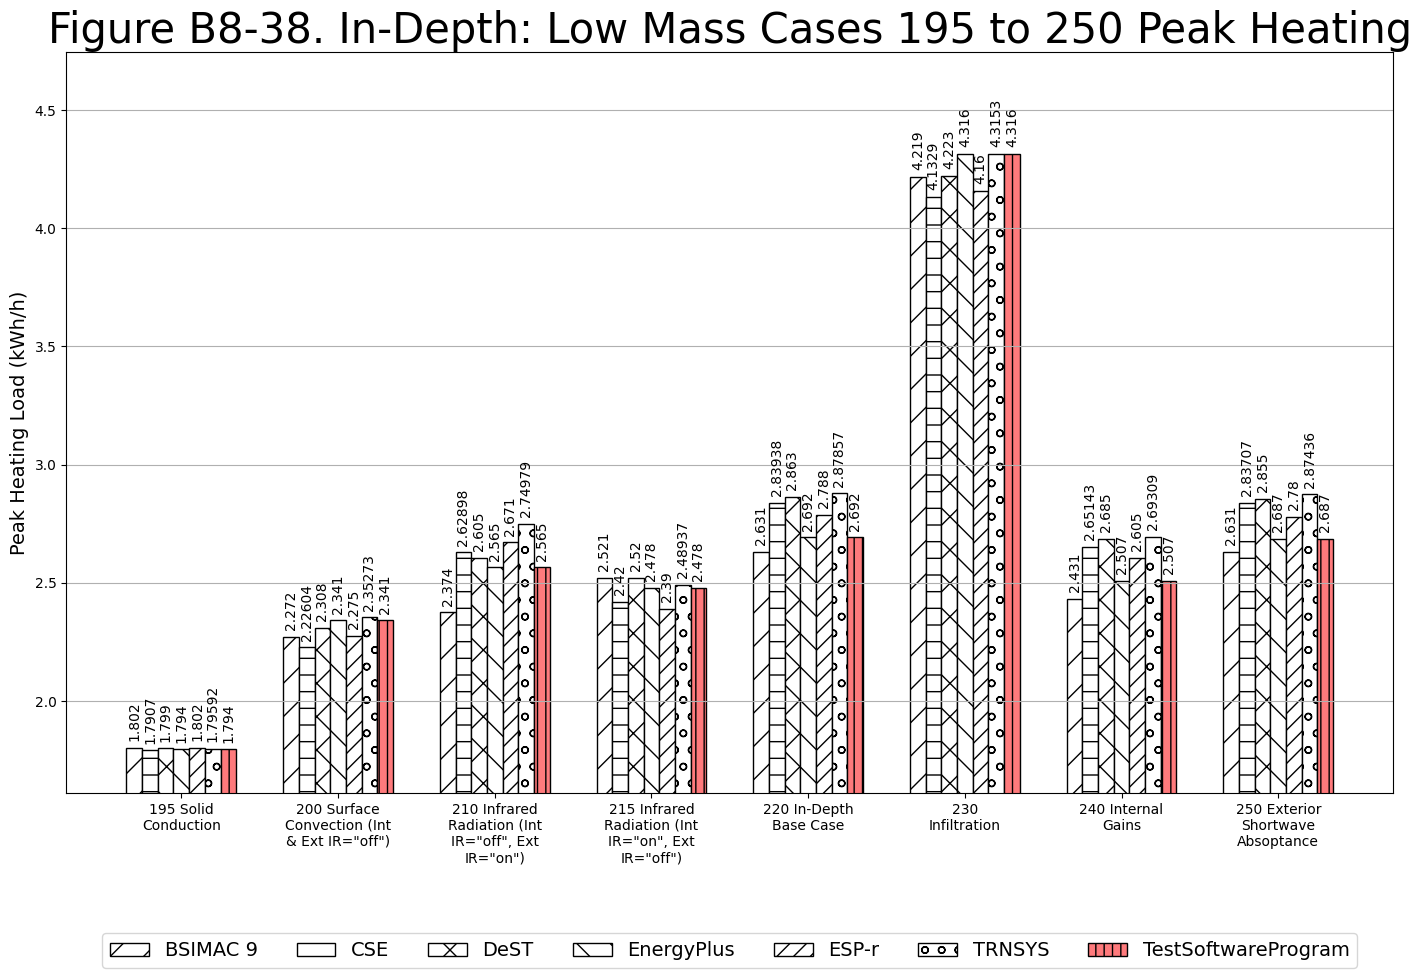 Figure B8-38. In-Depth: Low Mass Cases 195 to 250 Peak Heating
Peak Heating Load (kWh/h)
4.5
4.0
3.5
3.0
2.5
2.0
1.802
1.7907
1.799
1.794
1.802
1.79592
1.794
2.272
2.22604
2.308
2.341
2.275
2.35273
2.341
2.374
2.62898
2.605
2.565
2.671
2.74979
2.565
2.521
2.42
2.52
2.478
2.39
2.48937
2.478
2.631
2.83938
2.863
2.692
2.788
2.87857
2.692
4.219
4.1329
4.223
4.316
4.16
4.3153
4.316
2.431
2.65143
2.685
2.507
2.605
2.69309
2.507
2.631
2.83707
2.855
2.687
2.78
2.87436
2.687
195 Solid
Conduction
200 Surface
Convection (Int
& Ext IR="off")
210 Infrared
Radiation (Int
IR="off", Ext
IR="on")
215 Infrared
Radiation (Int
IR="on", Ext
IR="off")
220 In-Depth
Base Case
230
Infiltration
240 Internal
Gains
250 Exterior
Shortwave
Absoptance
BSIMAC 9
CSE
DeST
EnergyPlus
ESP-r
TRNSYS
TestSoftwareProgram